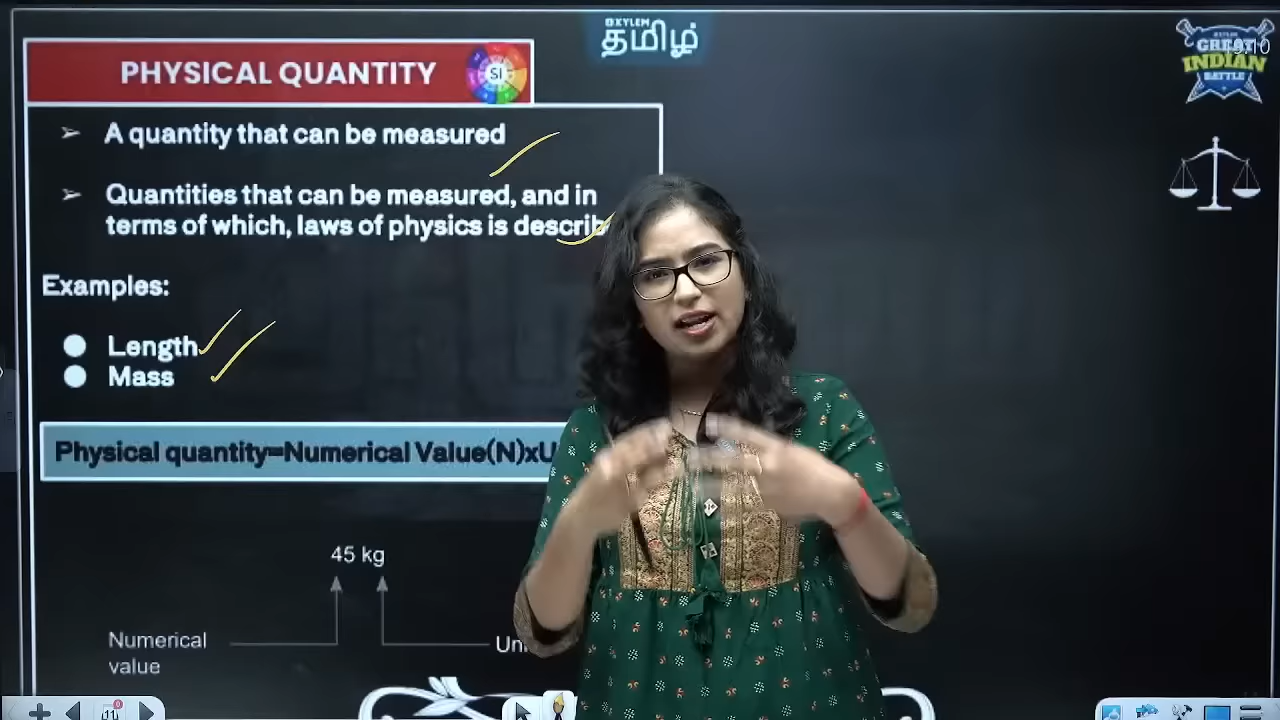 OXYLEM
தமிழ்
GREAT
INDIAN
BATTLE
PHYSICAL QUANTITY
SI
➢ A quantity that can be measured
➢ Quantities that can be measured, and in
terms of which, laws of physics is describ
Examples:
● Length
● Mass
Physical quantity=Numerical Value(N)xU
45 kg
Numerical
value
Uni
11